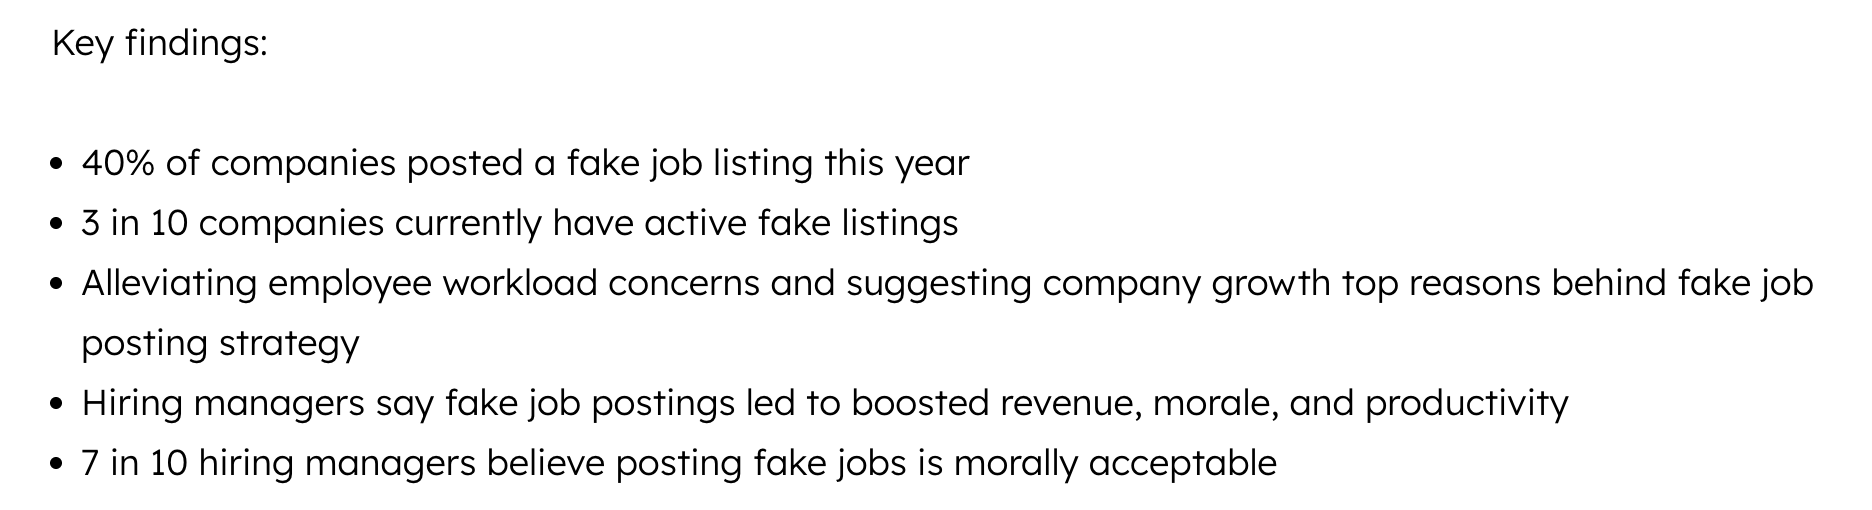 Key findings:
• 40% of companies posted a fake job listing this year
• 3 in 10 companies currently have active fake listings
• Alleviating employee workload concerns and suggesting company growth top reasons behind fake job
posting strategy
• Hiring managers say fake job postings led to boosted revenue, morale, and productivity
• 7 in 10 hiring managers believe posting fake jobs is morally acceptable